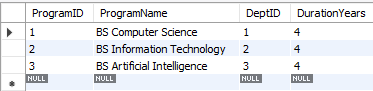 ProgramID ProgramName DeptID DurationYears
1 BS Computer Science 1 4
2 BS Information Technology 2 4
3 BS Artificial Intelligence 3 4
NULL NULL NULL NULL